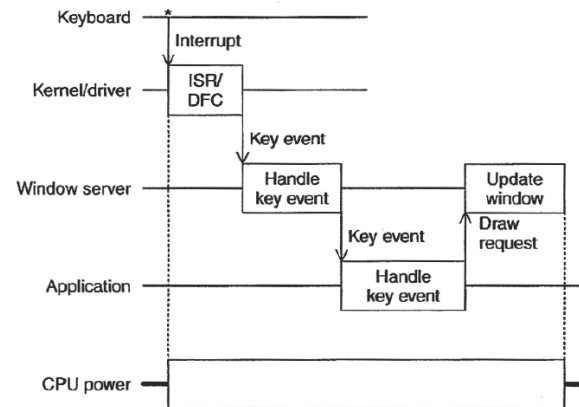 Keyboard
*
Interrupt
Kernel/driver
ISR/
DFC
Key event
Window server
Handle
key event
Update
window
Key event
Draw
request
Application
Handle
key event
CPU power